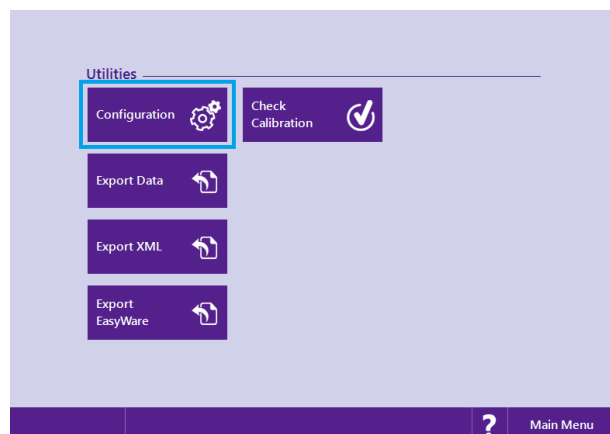 Utilities
Configuration
Check
Calibration
Export Data
Export XML
Export
EasyWare
?
Main Menu